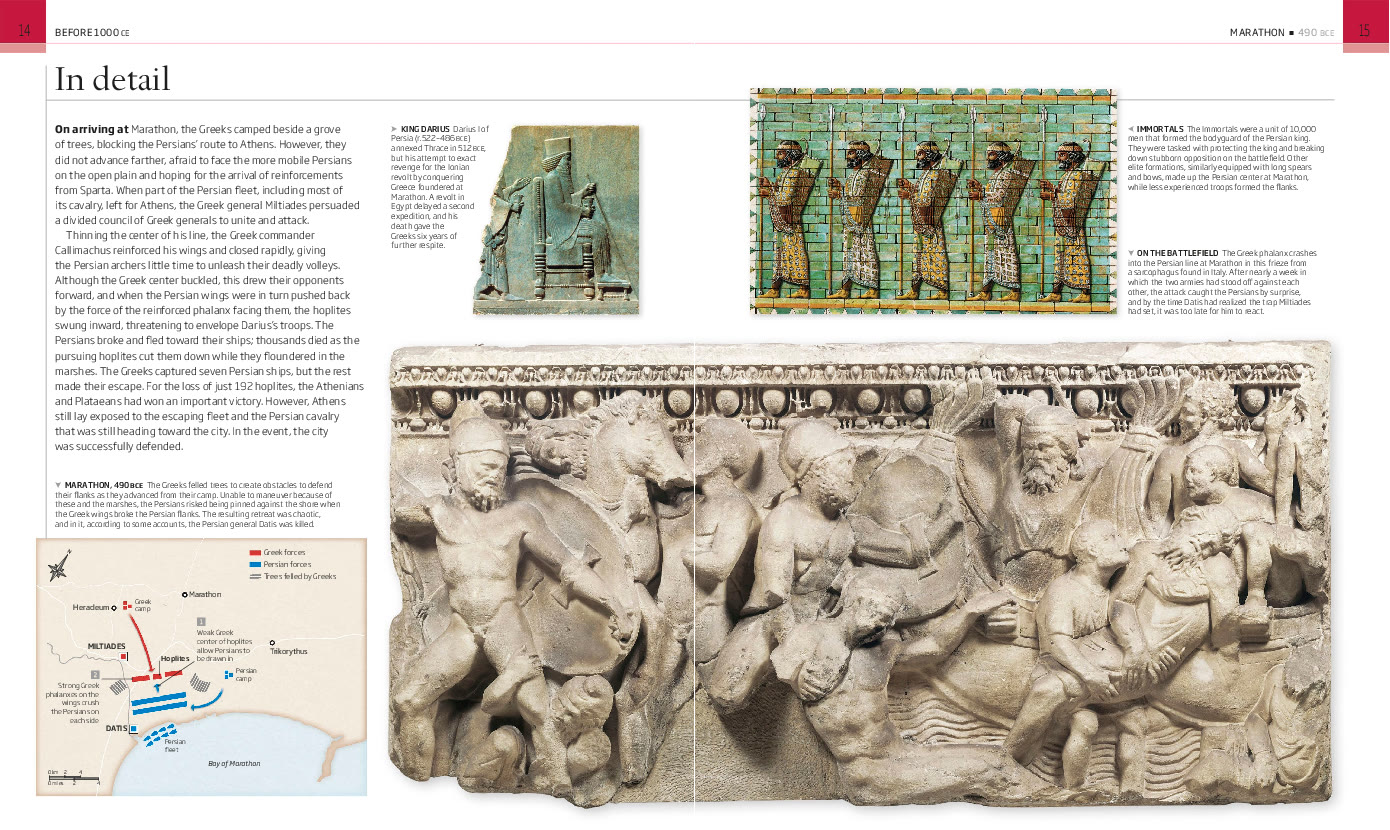 14
BEFORE 1000 CE
MARATHON ■ 490 BCE
15
In detail
On arriving at Marathon, the Greeks camped beside a grove
of trees, blocking the Persians' route to Athens. However, they
did not advance farther, afraid to face the more mobile Persians
on the open plain and hoping for the arrival of reinforcements
from Sparta. When part of the Persian fleet, including most of
its cavalry, left for Athens, the Greek general Miltiades persuaded
a divided council of Greek generals to unite and attack.
Thinning the center of his line, the Greek commander
Callimachus reinforced his wings and closed rapidly, giving
the Persian archers little time to unleash their deadly volleys.
Although the Greek center buckled, this drew their opponents
forward, and when the Persian wings were in turn pushed back
by the force of the reinforced phalanx facing them, the hoplites
swung inward, threatening to envelope Darius's troops. The
Persians broke and fled toward their ships; thousands died as the
pursuing hoplites cut them down while they floundered in the
marshes. The Greeks captured seven Persian ships, but the rest
made their escape. For the loss of just 192 hoplites, the Athenians
and Plataeans had won an important victory. However, Athens
still lay exposed to the escaping fleet and the Persian cavalry
that was still heading toward the city. In the event, the city
was successfully defended.
▼ MARATHON, 490 BCE The Greeks felled trees to create obstacles to defend
their flanks as they advanced from their camp. Unable to maneuver because of
these and the marshes, the Persians risked being pinned against the shore when
the Greek wings broke the Persian flanks. The resulting retreat was chaotic,
and in it, according to some accounts, the Persian general Datis was killed.
N
Greek forces
Persian forces
Trees felled by Greeks
Marathon
Heracleum
Greek
camp
1
Weak Greek
center of hoplites
allow Persians to
be drawn in
MILTIADES
Hoplites
Trikorythus
2
Strong Greek
phalanxes on the
wings crush
the Persians on
each side
Persian
camp
DATIS
Persian
fleet
Bay of Marathon
0 km 2 4
0 miles 2 4
► KING DARIUS Darius I of
Persia (r.522–486 BCE)
annexed Thrace in 512 BCE,
but his attempt to exact
revenge for the Ionian
revolt by conquering
Greece foundered at
Marathon. A revolt in
Egypt delayed a second
expedition, and his
death gave the
Greeks six years of
further respite.
◄ IMMORTALS The Immortals were a unit of 10,000
men that formed the bodyguard of the Persian king.
They were tasked with protecting the king and breaking
down stubborn opposition on the battlefield. Other
elite formations, similarly equipped with long spears
and bows, made up the Persian center at Marathon,
while less experienced troops formed the flanks.
▼ ON THE BATTLEFIELD The Greek phalanx crashes
into the Persian line at Marathon in this frieze from
a sarcophagus found in Italy. After nearly a week in
which the two armies had stood off against each
other, the attack caught the Persians by surprise,
and by the time Datis had realized the trap Miltiades
had set, it was too late for him to react.